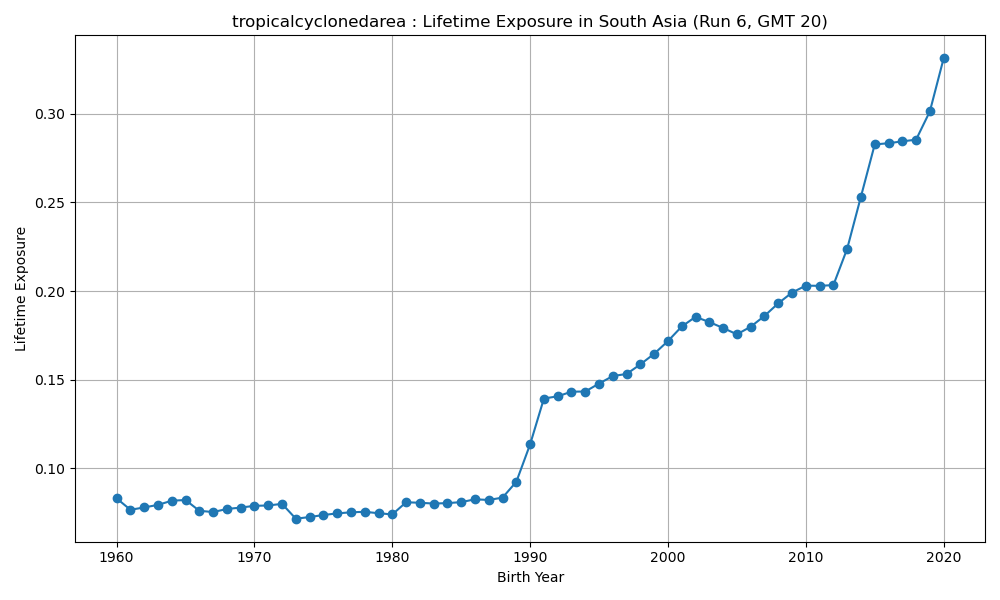 tropicalcyclonedarea : Lifetime Exposure in South Asia (Run 6, GMT 20)
Lifetime Exposure
0.30
0.25
0.20
0.15
0.10
1960 1970 1980 1990 2000 2010 2020
Birth Year